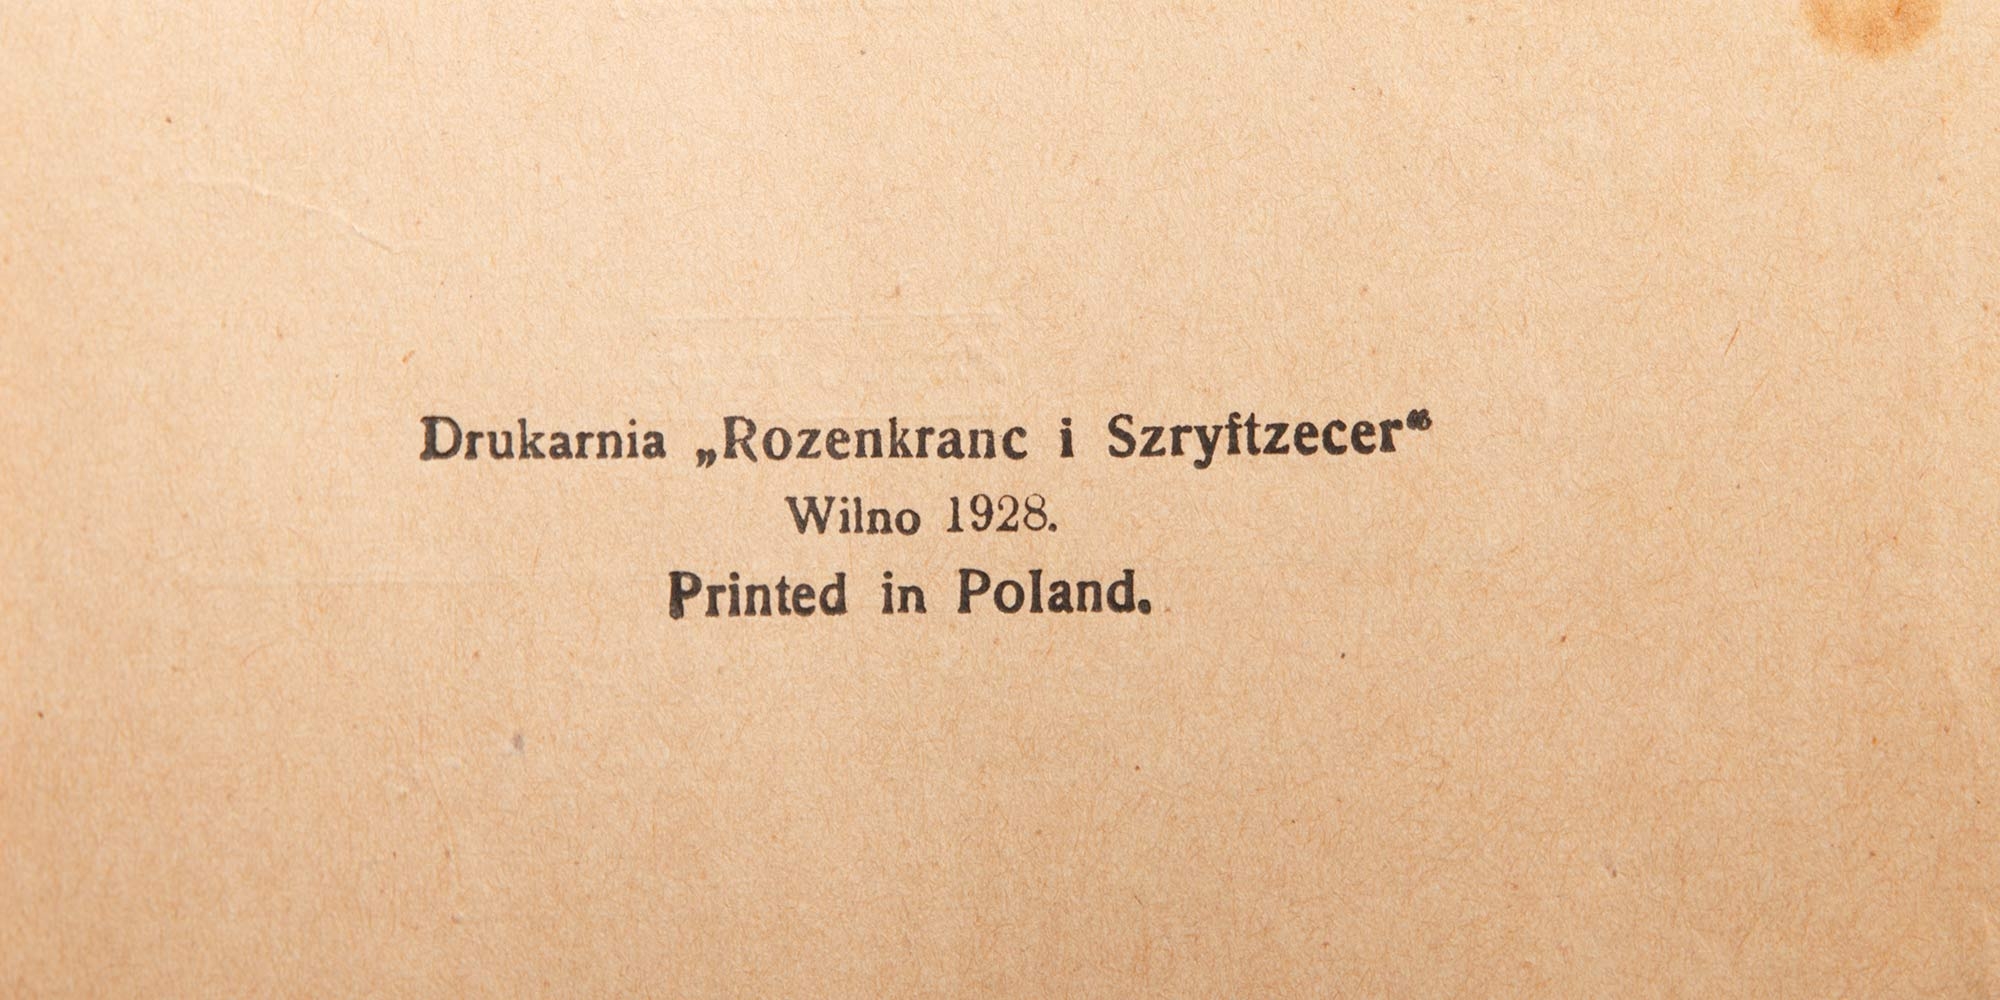 Drukarnia „Rozenkranc i Szryftzecer“
Wilno 1928.
Printed in Poland.